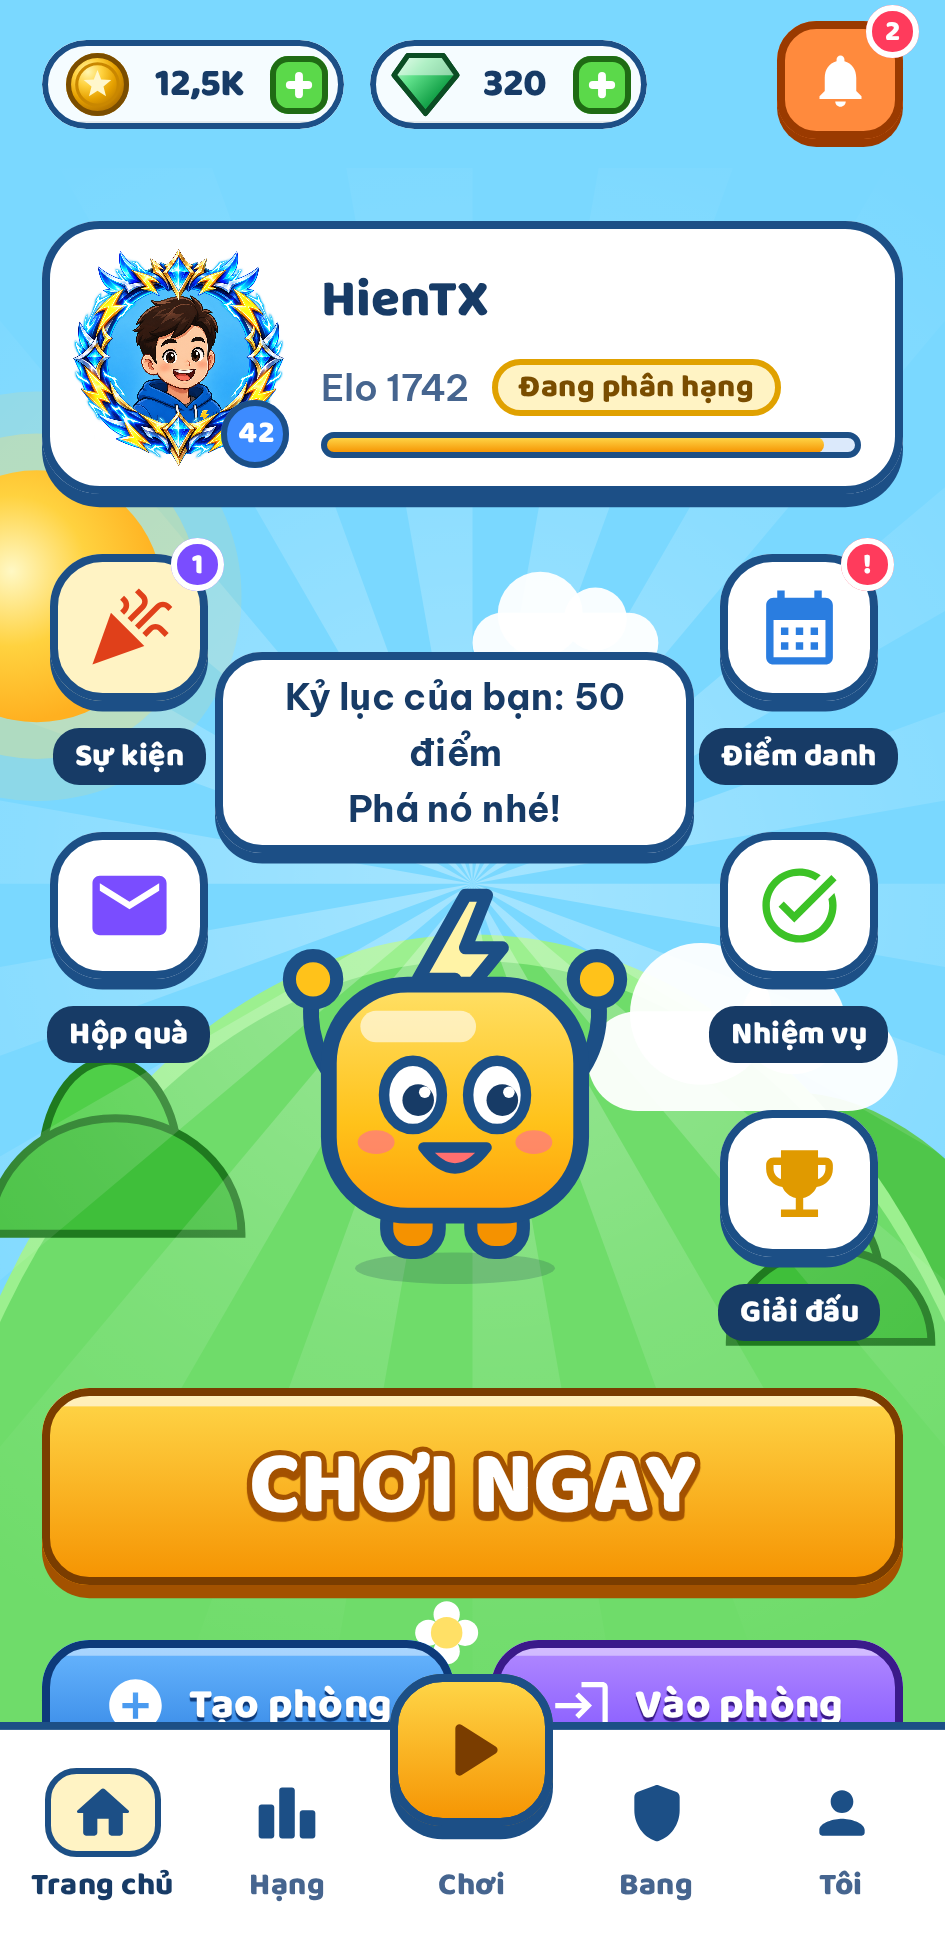 12,5K
320
2
HienTX
Elo 1742
Đang phân hạng
42
1
!
Sự kiện
Kỷ lục của bạn: 50
điểm
Phá nó nhé!
Điểm danh
Hộp quà
Nhiệm vụ
Giải đấu
CHƠI NGAY
Tạo phòng
Vào phòng
Trang chủ
Hạng
Chơi
Bang
Tôi